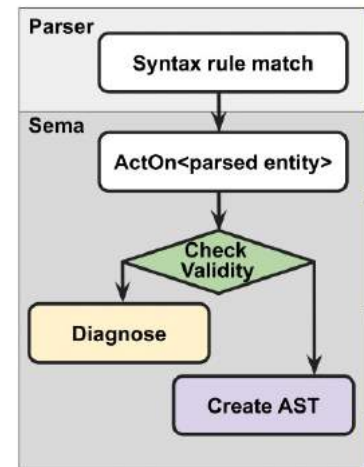 Parser
Syntax rule match
Sema
ActOn<parsed entity>
Check
Validity
Diagnose
Create AST